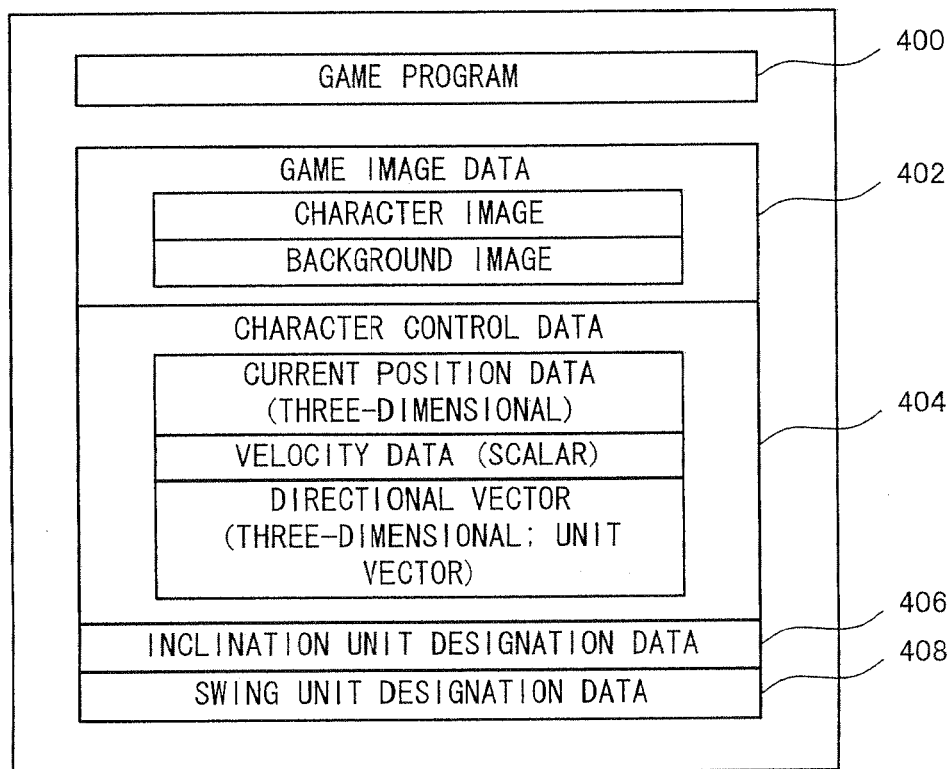 GAME PROGRAM
400
GAME IMAGE DATA
402
CHARACTER IMAGE
BACKGROUND IMAGE
CHARACTER CONTROL DATA
CURRENT POSITION DATA
(THREE-DIMENSIONAL)
404
VELOCITY DATA (SCALAR)
DIRECTIONAL VECTOR
(THREE-DIMENSIONAL: UNIT
VECTOR)
406
INCLINATION UNIT DESIGNATION DATA
408
SWING UNIT DESIGNATION DATA